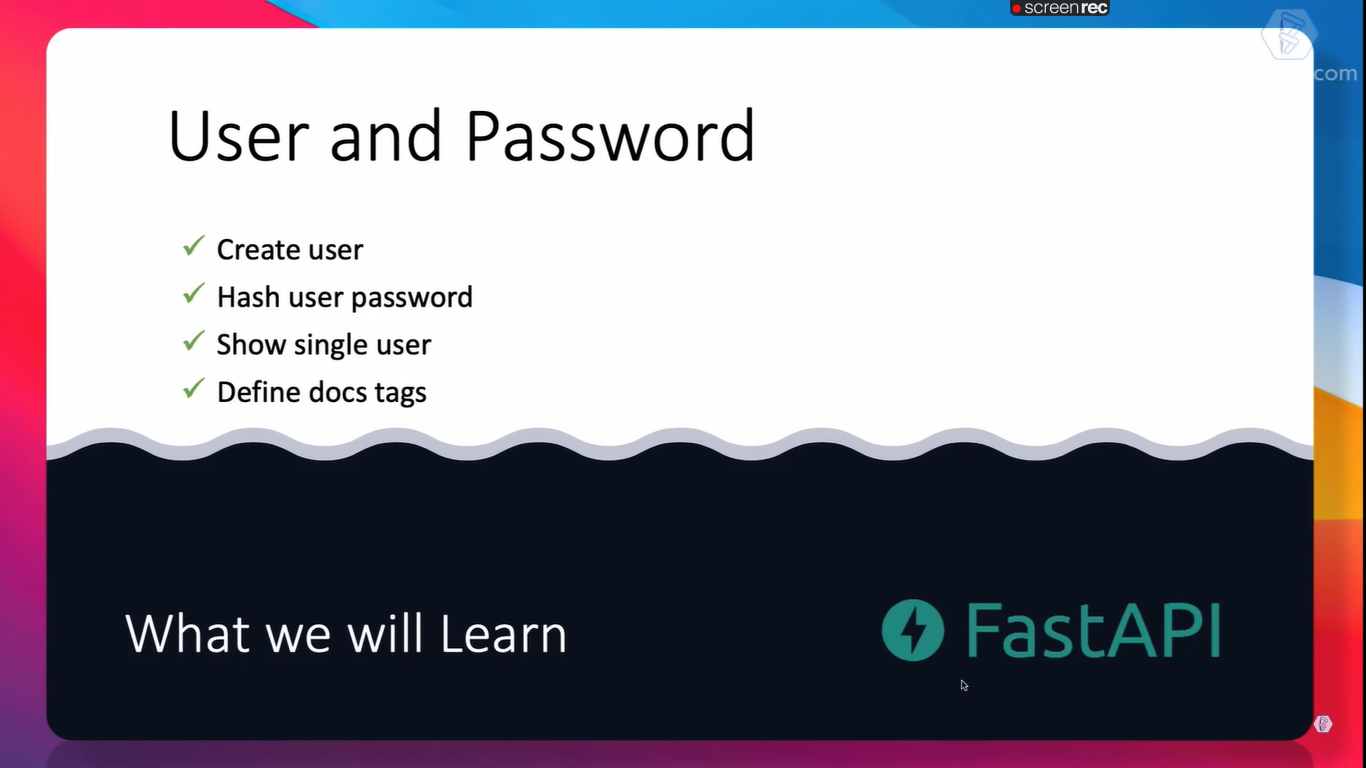 screenrec
com
User and Password
Create user
Hash user password
Show single user
Define docs tags
What we will Learn
FastAPI